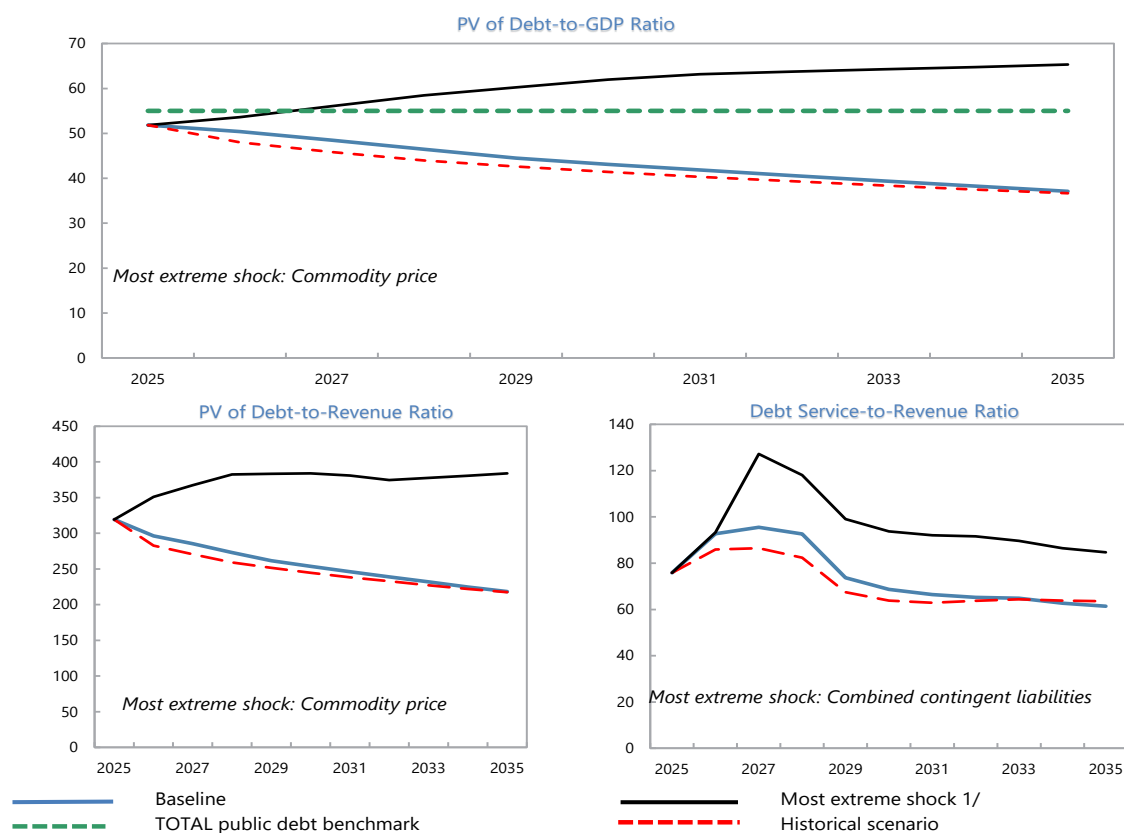 PV of Debt-to-GDP Ratio
70
60
50
40
30
20
10
0
Most extreme shock: Commodity price
2025 2027 2029 2031 2033 2035
PV of Debt-to-Revenue Ratio
450
400
350
300
250
200
150
100
50
0
Most extreme shock: Commodity price
2025 2027 2029 2031 2033 2035
Debt Service-to-Revenue Ratio
140
120
100
80
60
40
20
0
Most extreme shock: Combined contingent liabilities
2025 2027 2029 2031 2033 2035
Baseline
Most extreme shock 1/
TOTAL public debt benchmark
Historical scenario